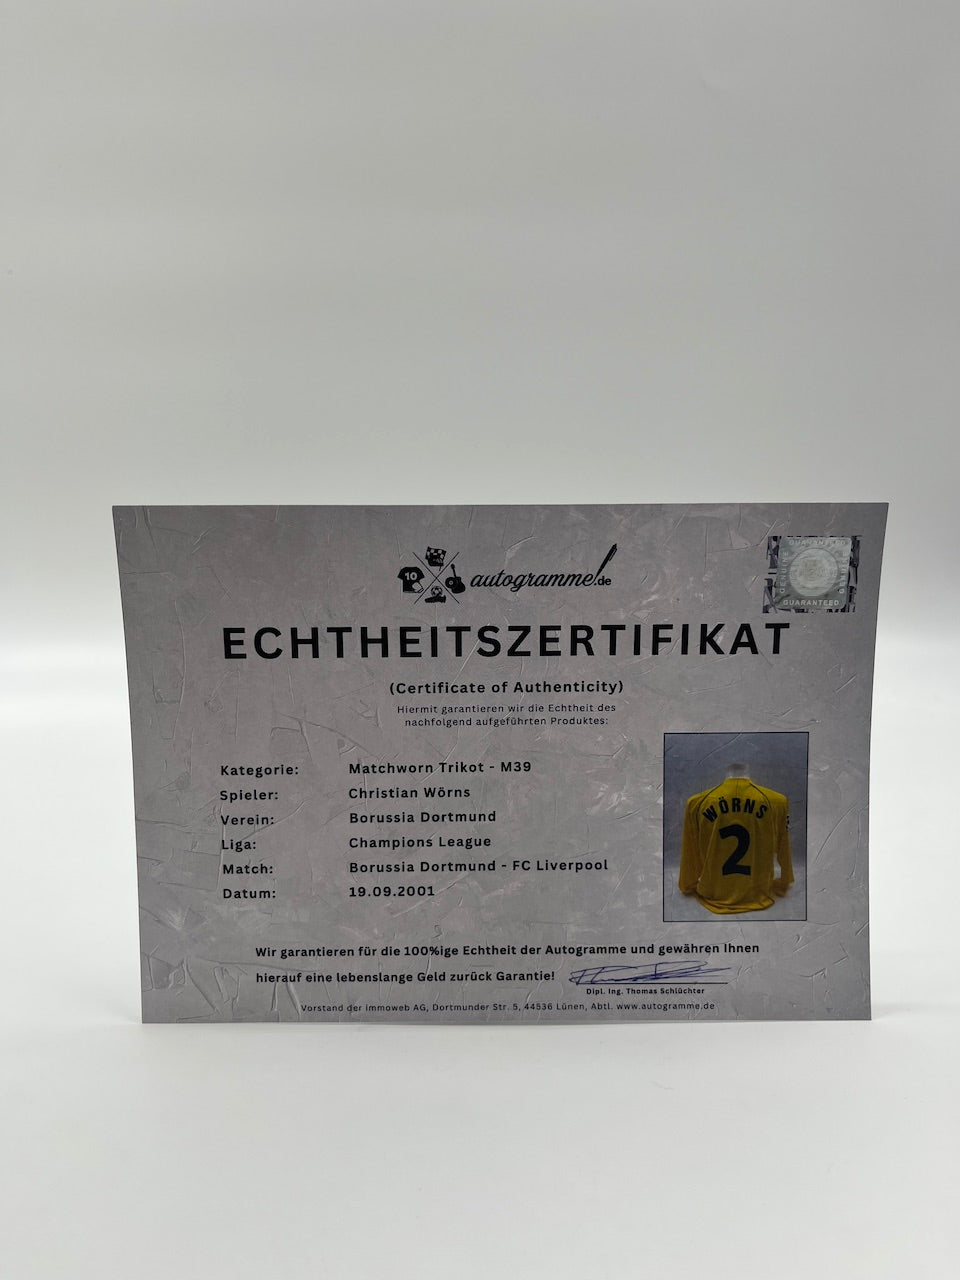 10
autogramme.de
GUARANTEED
GUARANTEED
ECHTHEITSZERTIFIKAT
(Certificate of Authenticity)
Hiermit garantieren wir die Echtheit des
nachfolgend aufgeführten Produktes:
Kategorie: Matchworn Trikot - M39
Spieler: Christian Wörns
Verein: Borussia Dortmund
Liga: Champions League
Match: Borussia Dortmund - FC Liverpool
Datum: 19.09.2001
WÖRNS
2
Wir garantieren für die 100%ige Echtheit der Autogramme und gewähren Ihnen
hierauf eine lebenslange Geld zurück Garantie!
Dipl. Ing. Thomas Schlüchter
Vorstand der immoweb AG, Dortmunder Str. 5, 44536 Lünen, Abtl. www.autogramme.de